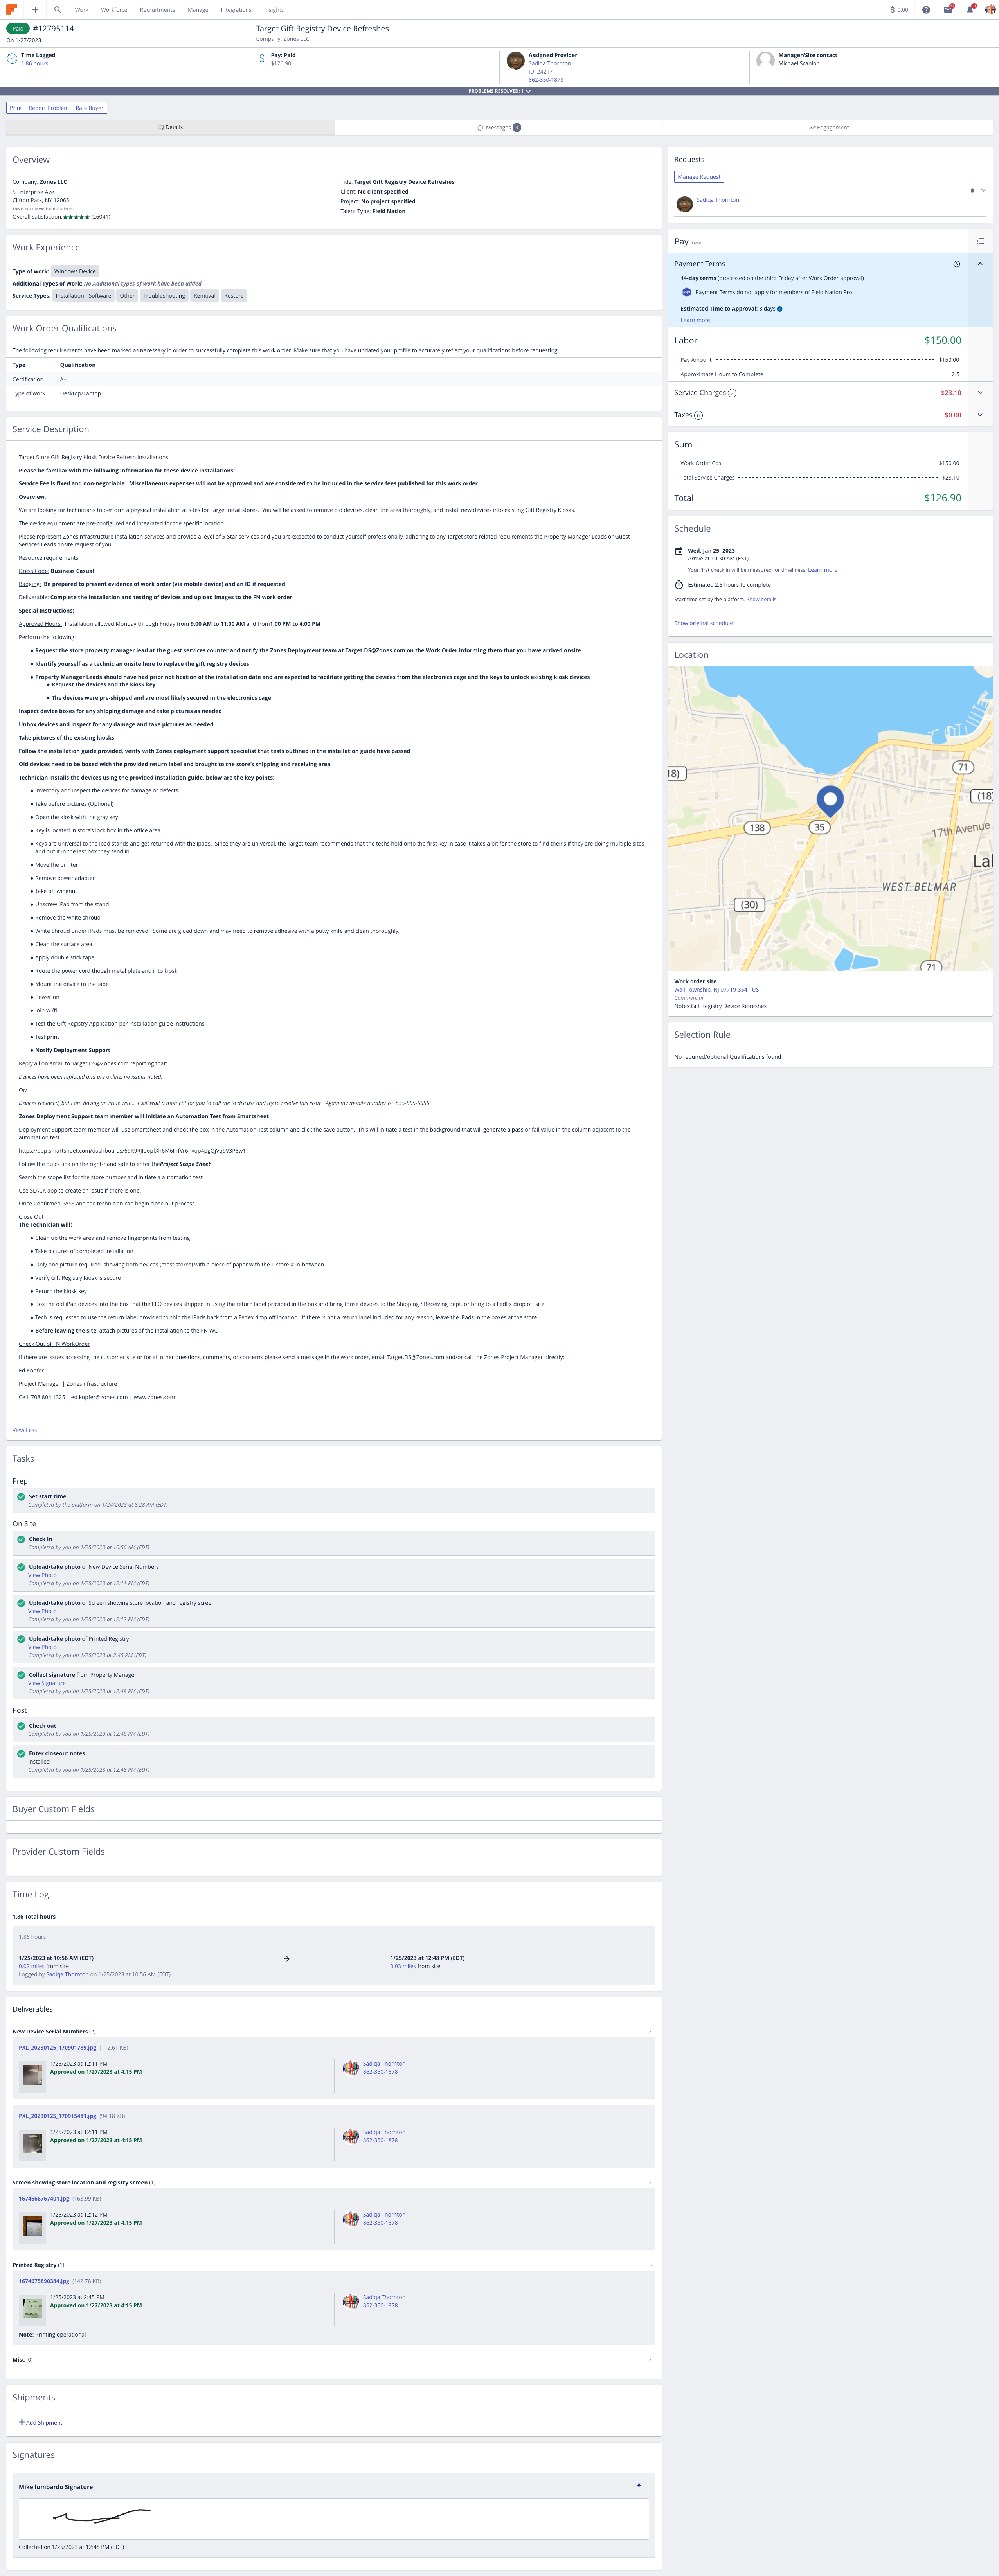 Work Workforce Recruitments Manage Integrations Insights
$ 0.00
Paid #12795114
On 1/27/2023
Target Gift Registry Device Refreshes
Company: Zones LLC
Time Logged
1.86 hours
Pay: Paid
$126.90
Assigned Provider
Sadiqa Thornton
ID: 24217
862-350-1878
Manager/Site contact
Michael Scanlon
PROBLEMS RESOLVED: 1
Print Report Problem Rate Buyer
Details
Messages
Engagement
Overview
Company: Zones LLC
5 Enterprise Ave
Clifton Park, NY 12065
This is not the work order address.
Overall satisfaction: (26041)
Title: Target Gift Registry Device Refreshes
Client: No client specified
Project: No project specified
Talent Type: Field Nation
Work Experience
Type of work: Windows Device
Additional Types of Work: No Additional types of work have been added
Service Types: Installation - Software Other Troubleshooting Removal Restore
Work Order Qualifications
The following requirements have been marked as necessary in order to successfully complete this work order. Make sure that you have updated your profile to accurately reflect your qualifications before requesting.
Type Qualification
Certification A+
Type of work Desktop/Laptop
Service Description
Target Store Gift Registry Kiosk Device Refresh Installations
Please be familiar with the following information for these device installations:
Service Fee is fixed and non-negotiable. Miscellaneous expenses will not be approved and are considered to be included in the service fees published for this work order.
Overview:
We are looking for technicians to perform a physical installation at sites for Target retail stores. You will be asked to remove old devices, clean the area thoroughly, and install new devices into existing Gift Registry Kiosks.
The device equipment are pre-configured and integrated for the specific location.
Please represent Zones nfrastructure installation services and provide a level of 5-Star services and you are expected to conduct yourself professionally, adhering to any Target store related requirements the Property Manager Leads or Guest
Services Leads onsite request of you.
Resource requirements:
Dress Code: Business Casual
Badging: Be prepared to present evidence of work order (via mobile device) and an ID if requested
Deliverable: Complete the installation and testing of devices and upload images to the FN work order
Special Instructions:
Approved Hours: Installation allowed Monday through Friday from 9:00 AM to 11:00 AM and from1:00 PM to 4:00 PM
Perform the following:
• Request the store property manager lead at the guest services counter and notify the Zones Deployment team at Target.DS@Zones.com on the Work Order informing them that you have arrived onsite
• Identify yourself as a technician onsite here to replace the gift registry devices
• Property Manager Leads should have had prior notification of the installation date and are expected to facilitate getting the devices from the electronics cage and the keys to unlock existing kiosk devices
• Request the devices and the kiosk key
• The devices were pre-shipped and are most likely secured in the electronics cage
Inspect device boxes for any shipping damage and take pictures as needed
Unbox devices and inspect for any damage and take pictures as needed
Take pictures of the existing kiosks
Follow the installation guide provided, verify with Zones deployment support specialist that tests outlined in the installation guide have passed
Old devices need to be boxed with the provided return label and brought to the store's shipping and receiving area
Technician installs the devices using the provided installation guide, below are the key points:
• Inventory and inspect the devices for damage or defects
• Take before pictures (Optional)
• Open the kiosk with the gray key
• Key is located in store's lock box in the office area.
• Keys are universal to the ipad stands and get returned with the ipads. Since they are universal, the Target team recommends that the techs hold onto the first key in case it takes a bit for the store to find their's if they are doing multiple sites
and put it in the last box they send in.
• Move the printer
• Remove power adapter
• Take off wingnut
• Unscrew iPad from the stand
• Remove the white shroud
• White Shroud under iPads must be removed. Some are glued down and may need to remove adhesive with a putty knife and clean thoroughly.
• Clean the surface area
• Apply double stick tape
• Route the power cord though metal plate and into kiosk
• Mount the device to the tape
• Power on
• Join wi/fi
• Test the Gift Registry Application per installation guide instructions
• Test print
• Notify Deployment Support
Reply all on email to Target.DS@Zones.com reporting that:
Devices have been replaced and are online, no issues noted.
Or!
Devices replaced, but I am having an issue with... I will wait a moment for you to call me to discuss and try to resolve this issue. Again my mobile number is: 555-555-5555
Zones Deployment Support team member will initiate an Automation Test from Smartsheet
Deployment Support team member will use Smartsheet and check the box in the Automation Test column and click the save button. This will initiate a test in the background that will generate a pass or fail value in the column adjacent to the
automation test.
Follow the quick link on the right-hand side to enter theProject Scope Sheet
Search the scope list for the store number and initiate a automation test
Use SLACK app to create an issue if there is one.
Once Confirmed PASS and the technician can begin close out process.
Close Out
The Technician will:
• Clean up the work area and remove fingerprints from testing
• Take pictures of completed installation
• Only one picture required, showing both devices (most stores) with a piece of paper with the T-store # in-between.
• Verify Gift Registry Kiosk is secure
• Return the kiosk key
• Box the old iPad devices into the box that the ELO devices shipped in using the return label provided in the box and bring those devices to the Shipping / Receiving dept. or bring to a FedEx drop off site
• Tech is requested to use the return label provided to ship the iPads back from a Fedex drop off location. If there is not a return label included for any reason, leave the iPads in the boxes at the store.
• Before leaving the site, attach pictures of the installation to the FN WO
Check Out of FN WorkOrder
If there are issues accessing the customer site or for all other questions, comments, or concerns please send a message in the work order, email Target.DS@Zones.com and/or call the Zones Project Manager directly:
Ed Kopfer
Project Manager | Zones nfrastructure
Cell: 708.804.1325 | ed.kopfer@zones.com | www.zones.com
View Less
Tasks
Prep
Set start time
Completed by the platform on 1/24/2023 at 8:28 AM (EDT)
On Site
Check in
Completed by you on 1/25/2023 at 10:56 AM (EDT)
Upload/take photo of New Device Serial Numbers
View Photo
Completed by you on 1/25/2023 at 12:11 PM (EDT)
Upload/take photo of Screen showing store location and registry screen
View Photo
Completed by you on 1/25/2023 at 12:12 PM (EDT)
Upload/take photo of Printed Registry
View Photo
Completed by you on 1/25/2023 at 2:45 PM (EDT)
Collect signature from Property Manager
View Signature
Completed by you on 1/25/2023 at 12:48 PM (EDT)
Post
Check out
Completed by you on 1/25/2023 at 12:48 PM (EDT)
Enter closeout notes
Installed
Completed by you on 1/25/2023 at 12:48 PM (EDT)
Buyer Custom Fields
Provider Custom Fields
Time Log
1.86 Total hours
1.86 hours
1/25/2023 at 10:56 AM (EDT)
0.02 miles from site
Logged by Sadiqa Thornton on 1/25/2023 at 10:56 AM (EDT)
1/25/2023 at 12:48 PM (EDT)
0.03 miles from site
Deliverables
New Device Serial Numbers (2)
PXL_20230125_170901789.jpg (112.61 KB)
1/25/2023 at 12:11 PM
Approved on 1/27/2023 at 4:15 PM
Sadiqa Thornton
862-350-1878
PXL_20230125_170915481.jpg (94.18 KB)
1/25/2023 at 12:11 PM
Approved on 1/27/2023 at 4:15 PM
Sadiqa Thornton
862-350-1878
Screen showing store location and registry screen (1)
1674666767401.jpg (163.99 KB)
1/25/2023 at 12:12 PM
Approved on 1/27/2023 at 4:15 PM
Sadiqa Thornton
862-350-1878
Printed Registry (1)
1674675890384.jpg (142.78 KB)
1/25/2023 at 2:45 PM
Approved on 1/27/2023 at 4:15 PM
Sadiqa Thornton
862-350-1878
Note: Printing operational
Misc (0)
Shipments
Add Shipment
Signatures
Mike lumbardo Signature
Collected on 1/25/2023 at 12:48 PM (EDT)
Requests
Manage Request
Sadiqa Thornton
Pay Fixed
Payment Terms
14-day terms (processed on the third Friday after Work Order approval)
Payment Terms do not apply for members of Field Nation Pro
Estimated Time to Approval: 3 days
Learn more
Labor $150.00
Pay Amount $150.00
Approximate Hours to Complete 2.5
Service Charges 2 $23.10
Taxes 0 $0.00
Sum
Work Order Cost $150.00
Total Service Charges $23.10
Total $126.90
Schedule
Wed, Jan 25, 2023
Arrive at 10:30 AM (EST)
Your first check in will be measured for timeliness. Learn more
Estimated 2.5 hours to complete
Start time set by the platform. Show details
Show original schedule
Location
18)
71
(18
138
35
17th Avenue
La
WEST BELMAR
(30)
71
Work order site
Wall Township, NJ 07719-3541 US
Commercial
Notes:Gift Registry Device Refreshes
Selection Rule
No required/optional Qualifications found